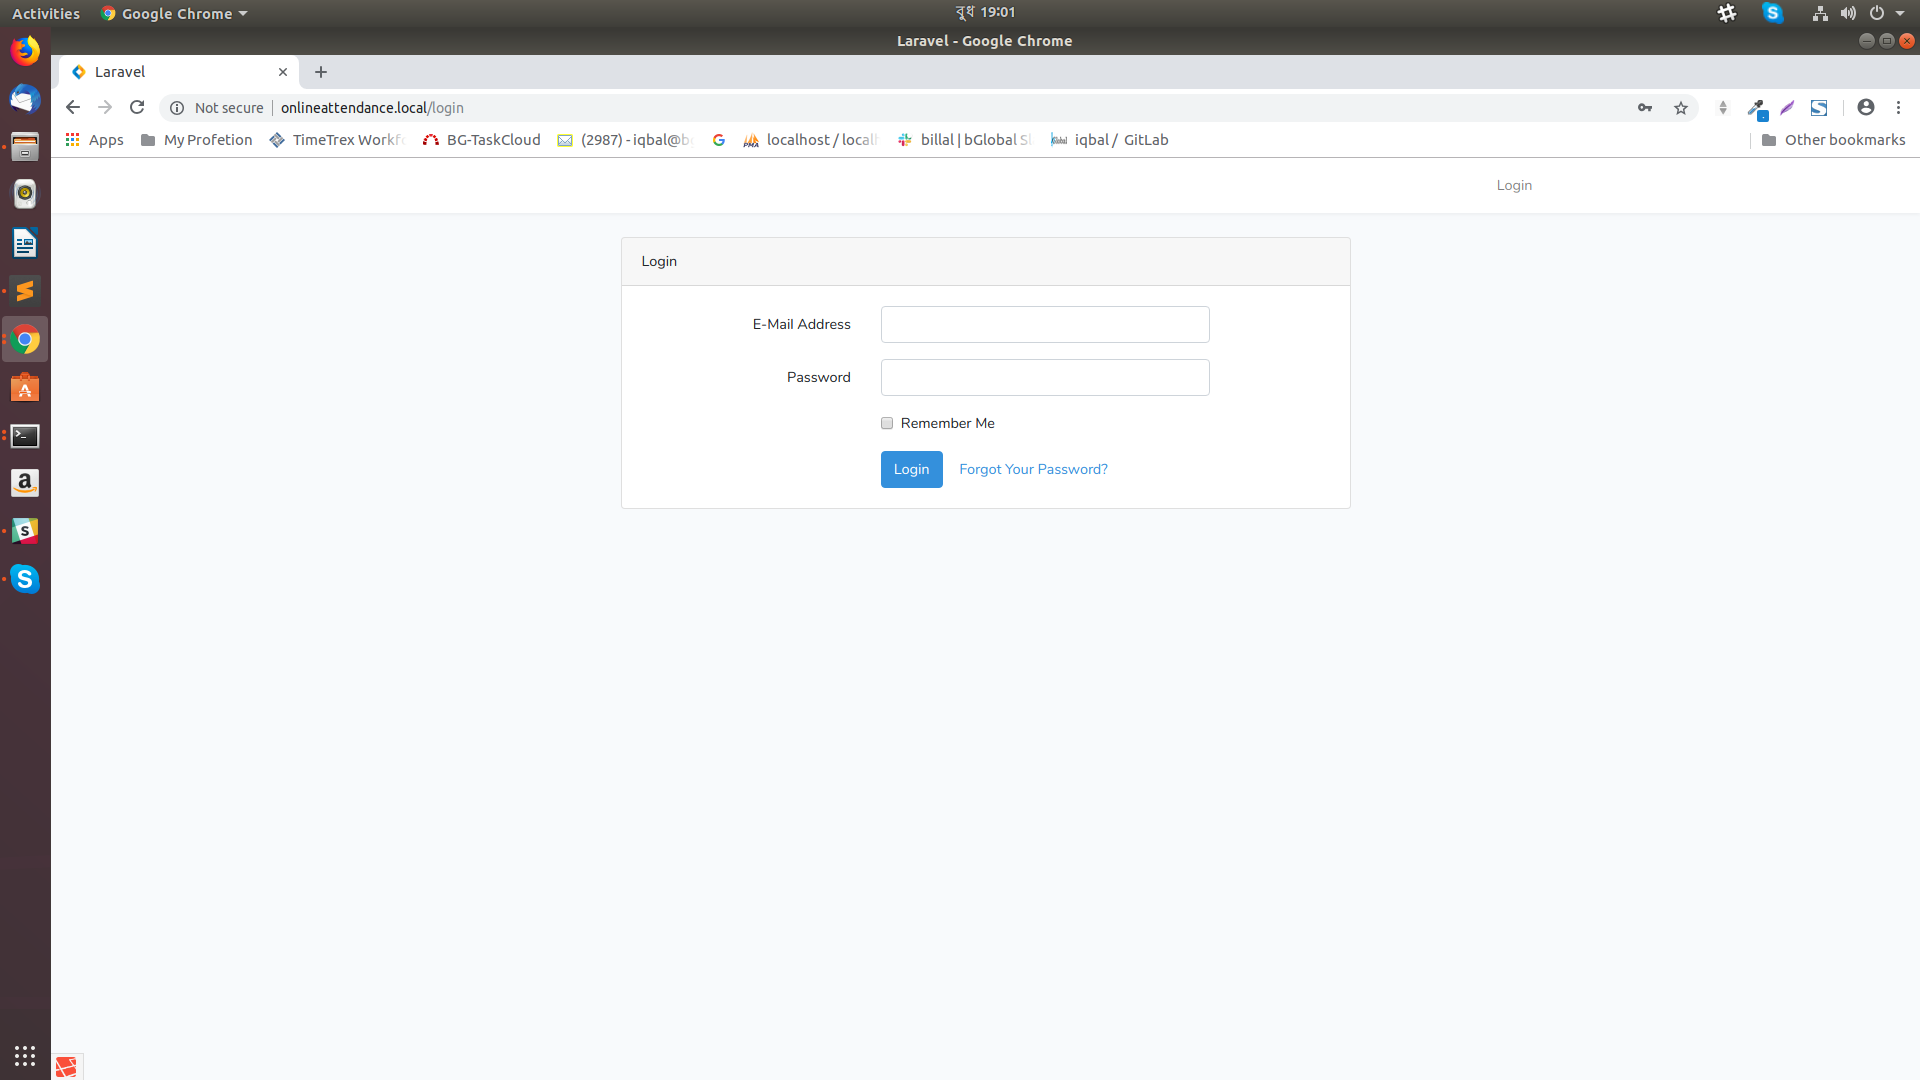 Activities Google Chrome বুধ 19:01
Laravel - Google Chrome
Laravel
Not secure onlineattendance.local/login
Apps My Profetion TimeTrex Workf BG-TaskCloud (2987) - iqbal@b localhost / local billal | bGlobal S iqbal / GitLab Other bookmarks
Login
Login
E-Mail Address
Password
Remember Me
Login Forgot Your Password?